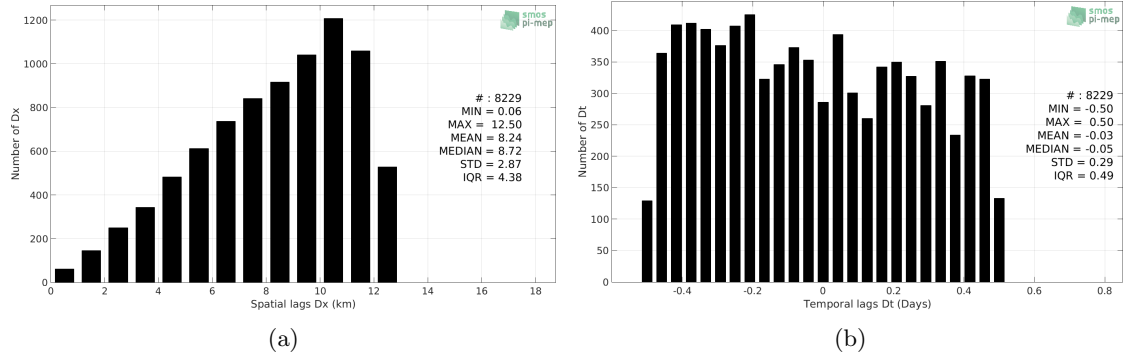 smos
pi-mep
Number of Dx
1200
1000
800
600
400
200
0
# : 8229
MIN = 0.06
MAX = 12.50
MEAN = 8.24
MEDIAN = 8.72
STD = 2.87
IQR = 4.38
0 2 4 6 8 10 12 14 16 18
Spatial lags Dx (km)
(a)
smos
pi-mep
Number of Dt
400
350
300
250
200
150
100
50
0
# : 8229
MIN = -0.50
MAX = 0.50
MEAN = -0.03
MEDIAN = -0.05
STD = 0.29
IQR = 0.49
-0.4 -0.2 0 0.2 0.4 0.6 0.8
Temporal lags Dt (Days)
(b)